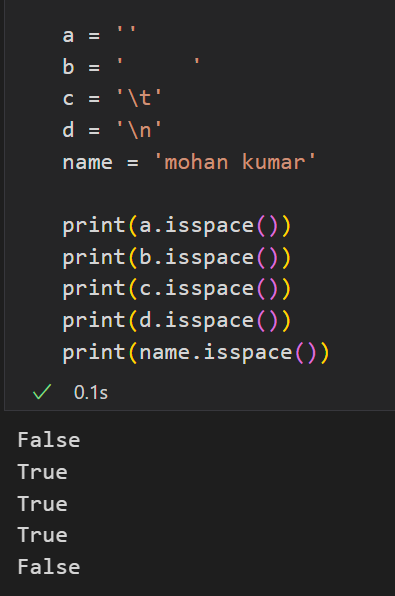 a = ''
b = '     '
c = '\t'
d = '\n'
name = 'mohan kumar'
print(a.isspace())
print(b.isspace())
print(c.isspace())
print(d.isspace())
print(name.isspace())
0.1s
False
True
True
True
False